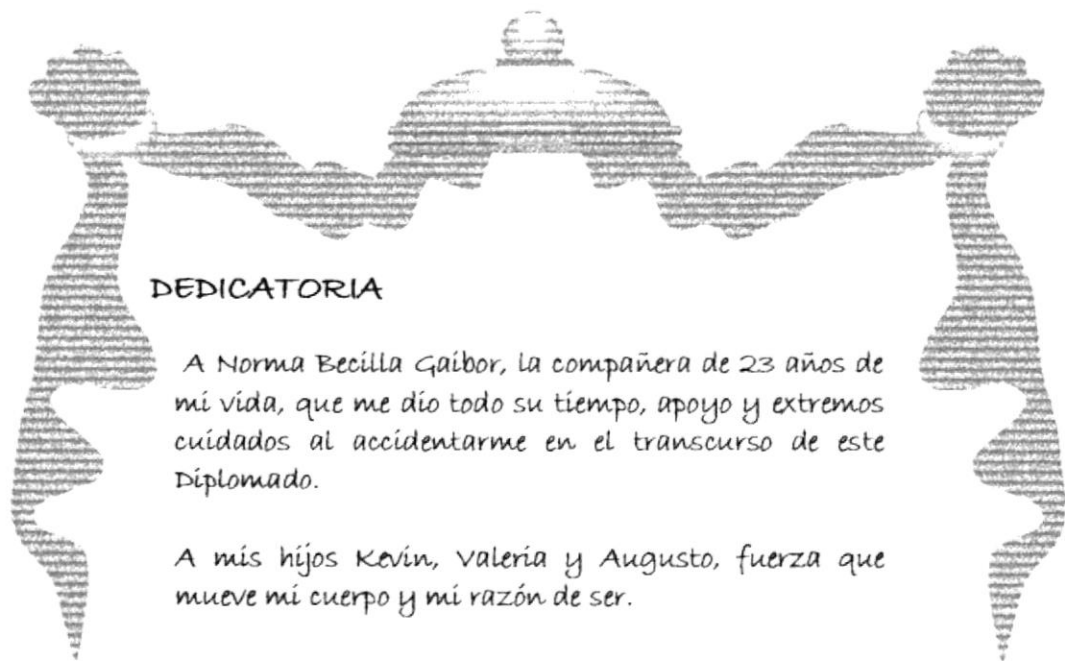 DEDICATORIA
A Norma Becilla Gaibor, la compañera de 23 años de
mi vida, que me dio todo su tiempo, apoyo y extremos
cuidados al accidentarme en el transcurso de este
Diplomado.
A mis hijos Kevin, Valeria y Augusto, fuerza que
mueve mi cuerpo y mi razón de ser.